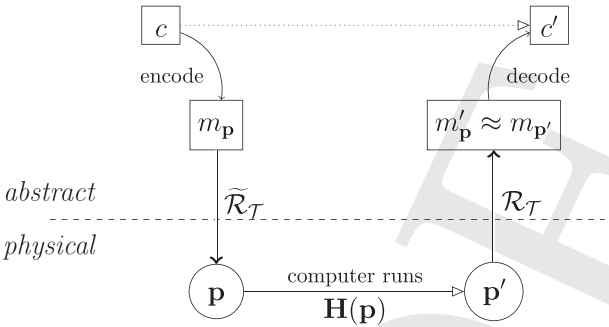 c
c′
encode
decode
m_p
m′_p ≈ m_p′
abstract
R̃_T
R_T
physical
computer runs
p
p′
H(p)